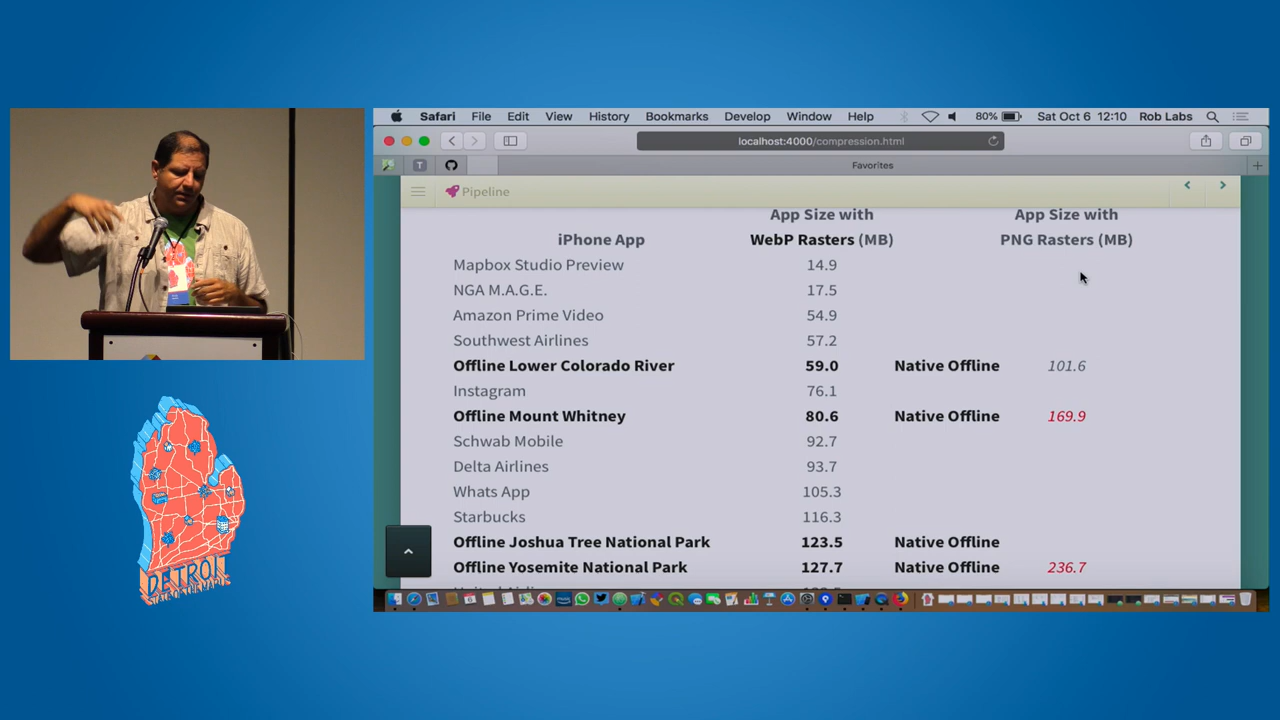 Safari File Edit View History Bookmarks Develop Window Help 80% Sat Oct 6 12:10 Rob Labs
localhost:4000/compression.html
T Favorites
Pipeline
App Size with App Size with
iPhone App WebP Rasters (MB) PNG Rasters (MB)
Mapbox Studio Preview 14.9
NGA M.A.G.E. 17.5
Amazon Prime Video 54.9
Southwest Airlines 57.2
Offline Lower Colorado River 59.0 Native Offline 101.6
Instagram 76.1
Offline Mount Whitney 80.6 Native Offline 169.9
Schwab Mobile 92.7
Delta Airlines 93.7
Whats App 105.3
Starbucks 116.3
Offline Joshua Tree National Park 123.5 Native Offline
Offline Yosemite National Park 127.7 Native Offline 236.7
DETROIT
STATE OF THE MAP U.S.